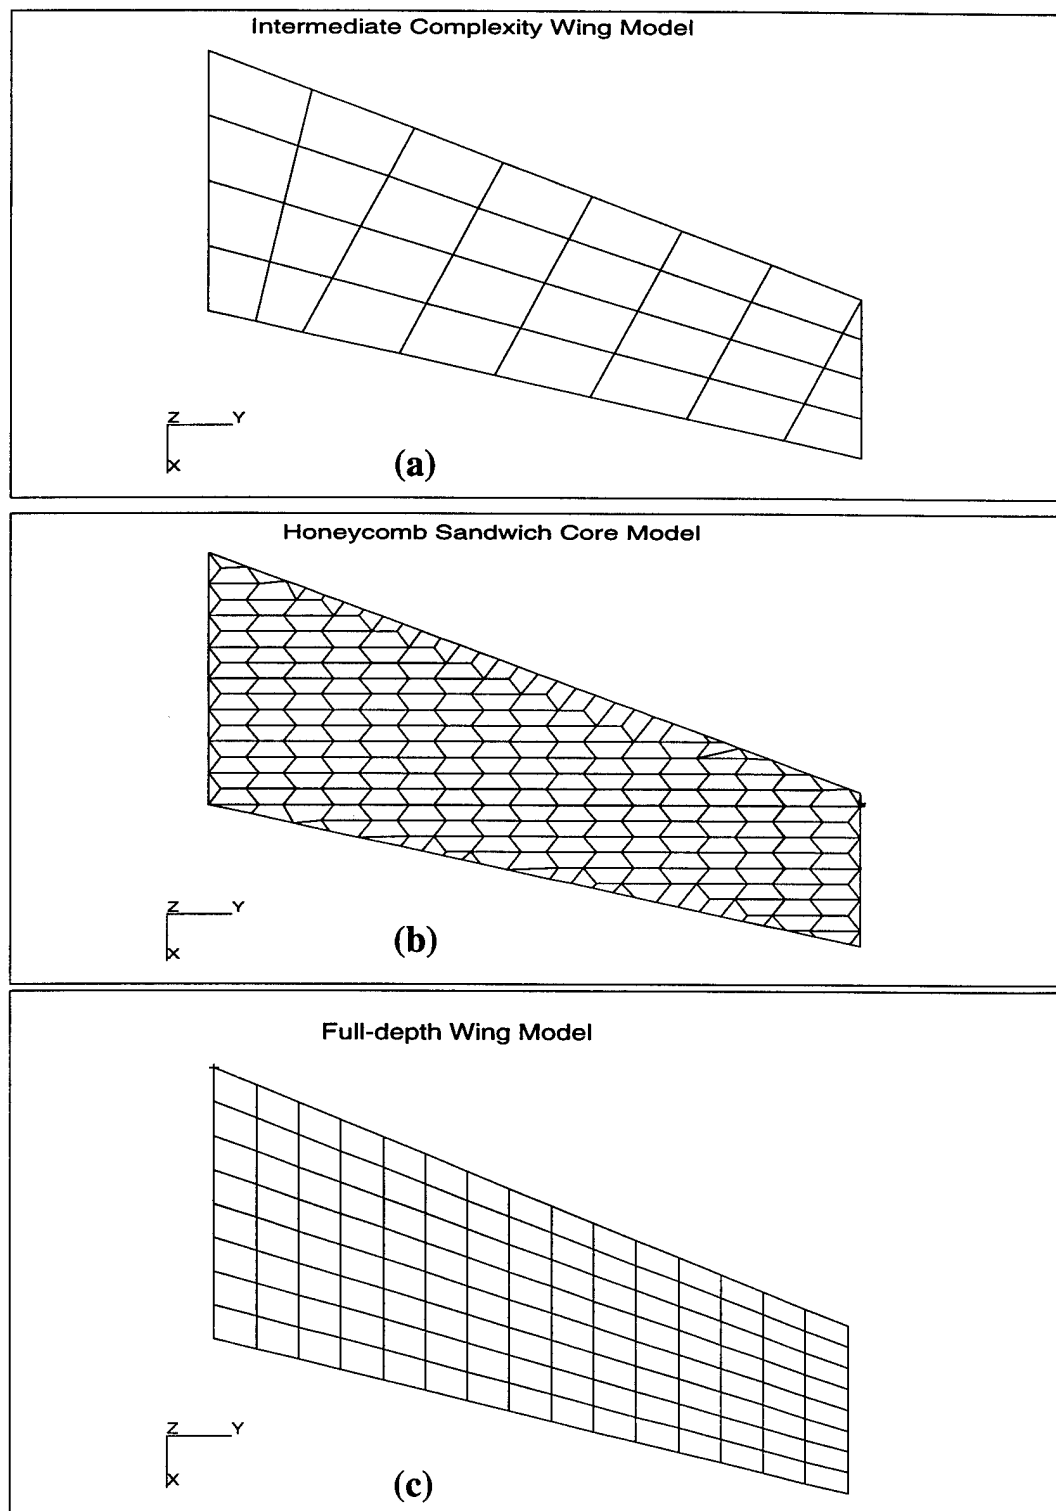 Intermediate Complexity Wing Model
Z Y
X
(a)
Honeycomb Sandwich Core Model
Z Y
X
(b)
Full-depth Wing Model
Z Y
X
(c)